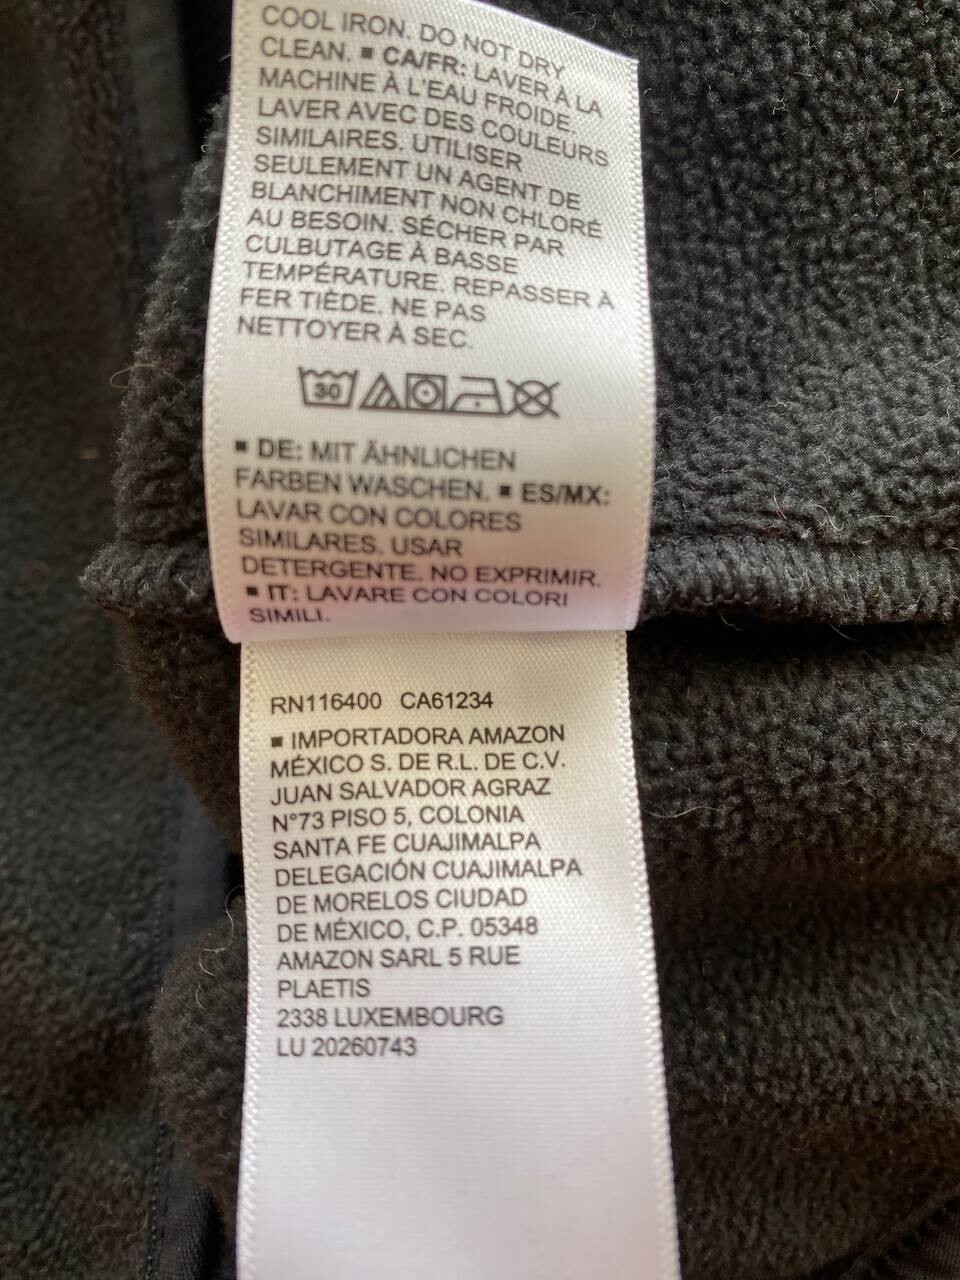 COOL IRON. DO NOT DRY
CLEAN. ▪ CA/FR: LAVER À LA
MACHINE À L'EAU FROIDE.
LAVER AVEC DES COULEURS
SIMILAIRES. UTILISER
SEULEMENT UN AGENT DE
BLANCHIMENT NON CHLORÉ
AU BESOIN. SÉCHER PAR
CULBUTAGE À BASSE
TEMPÉRATURE. REPASSER À
FER TIÈDE. NE PAS
NETTOYER À SEC.
30
▪ DE: MIT ÄHNLICHEN
FARBEN WASCHEN. ▪ ES/MX:
LAVAR CON COLORES
SIMILARES. USAR
DETERGENTE. NO EXPRIMIR.
▪ IT: LAVARE CON COLORI
SIMILI.
RN116400 CA61234
▪ IMPORTADORA AMAZON
MÉXICO S. DE R.L. DE C.V.
JUAN SALVADOR AGRAZ
N°73 PISO 5, COLONIA
SANTA FE CUAJIMALPA
DELEGACIÓN CUAJIMALPA
DE MORELOS CIUDAD
DE MÉXICO, C.P. 05348
AMAZON SARL 5 RUE
PLAETIS
2338 LUXEMBOURG
LU 20260743